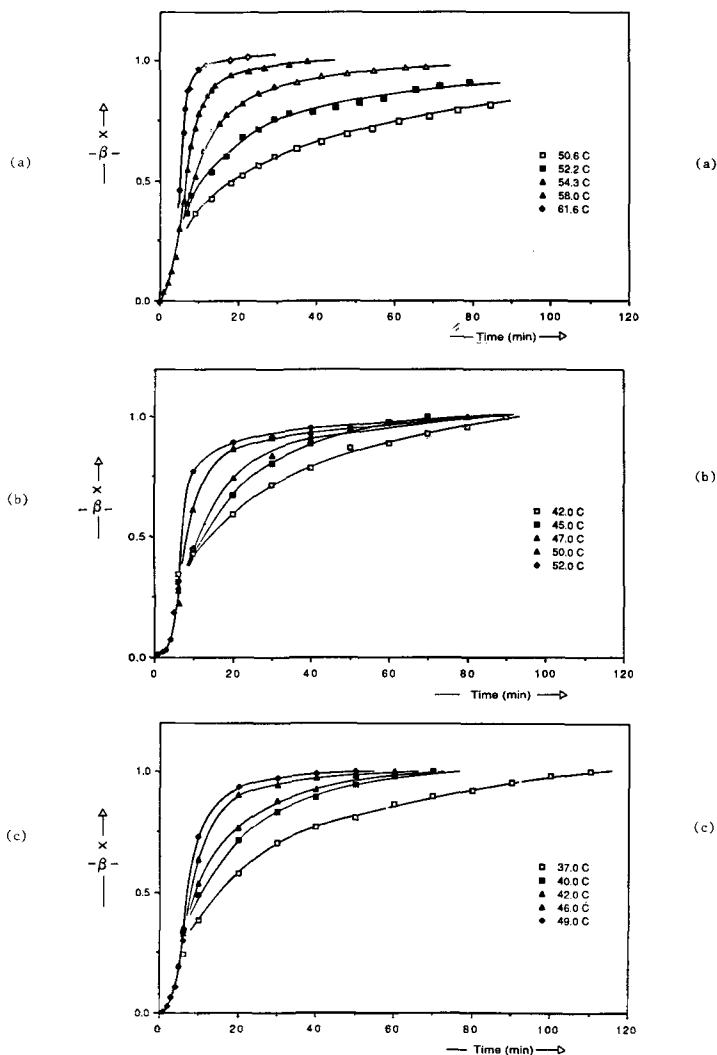 (a)
(a)
x
-β-
1.0
0.5
0.0
50.6 C
52.2 C
54.3 C
58.0 C
61.6 C
0
20
40
60
80
100
120
Time (min)
(b)
(b)
x
-β-
1.0
0.5
0.0
42.0 C
45.0 C
47.0 C
50.0 C
52.0 C
0
20
40
60
80
100
120
Time (min)
(c)
(c)
x
-β-
1.0
0.5
0.0
37.0 C
40.0 C
42.0 C
46.0 C
49.0 C
0
20
40
60
80
100
120
Time (min)